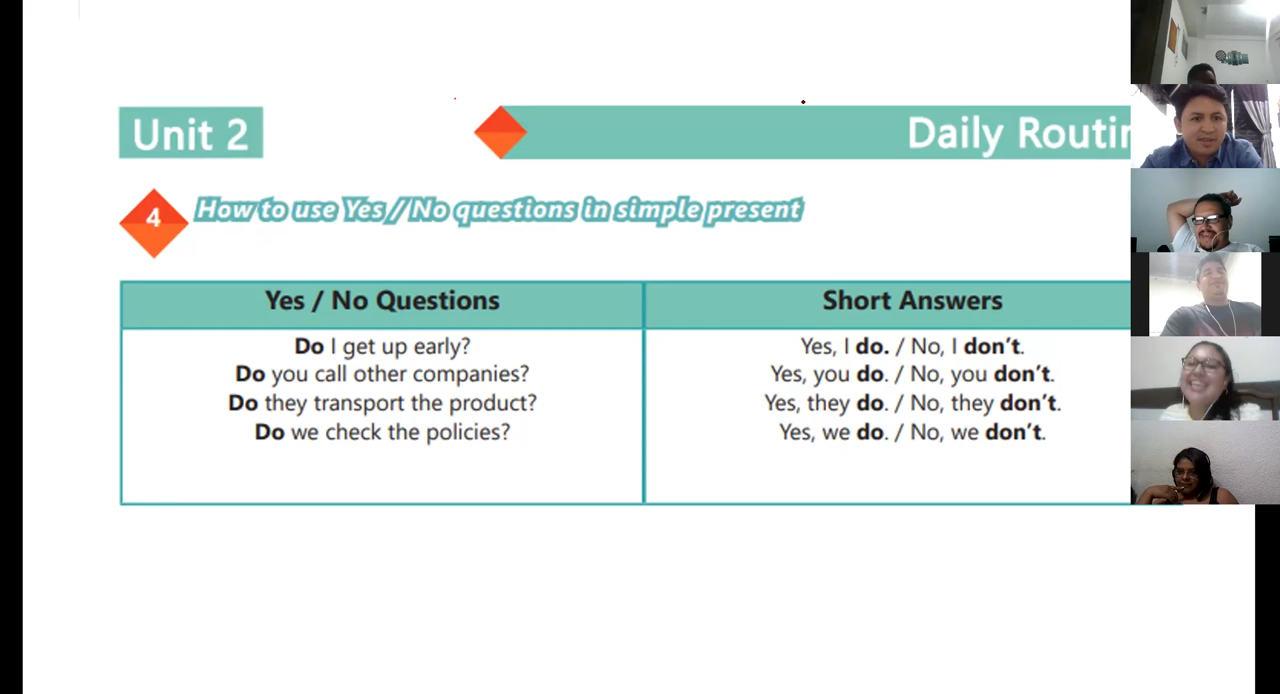 Unit 2
Daily Routin
4
How to use Yes / No questions in simple present
Yes / No Questions
Short Answers
Do I get up early?
Yes, I do. / No, I don't.
Do you call other companies?
Yes, you do. / No, you don't.
Do they transport the product?
Yes, they do. / No, they don't.
Do we check the policies?
Yes, we do. / No, we don't.